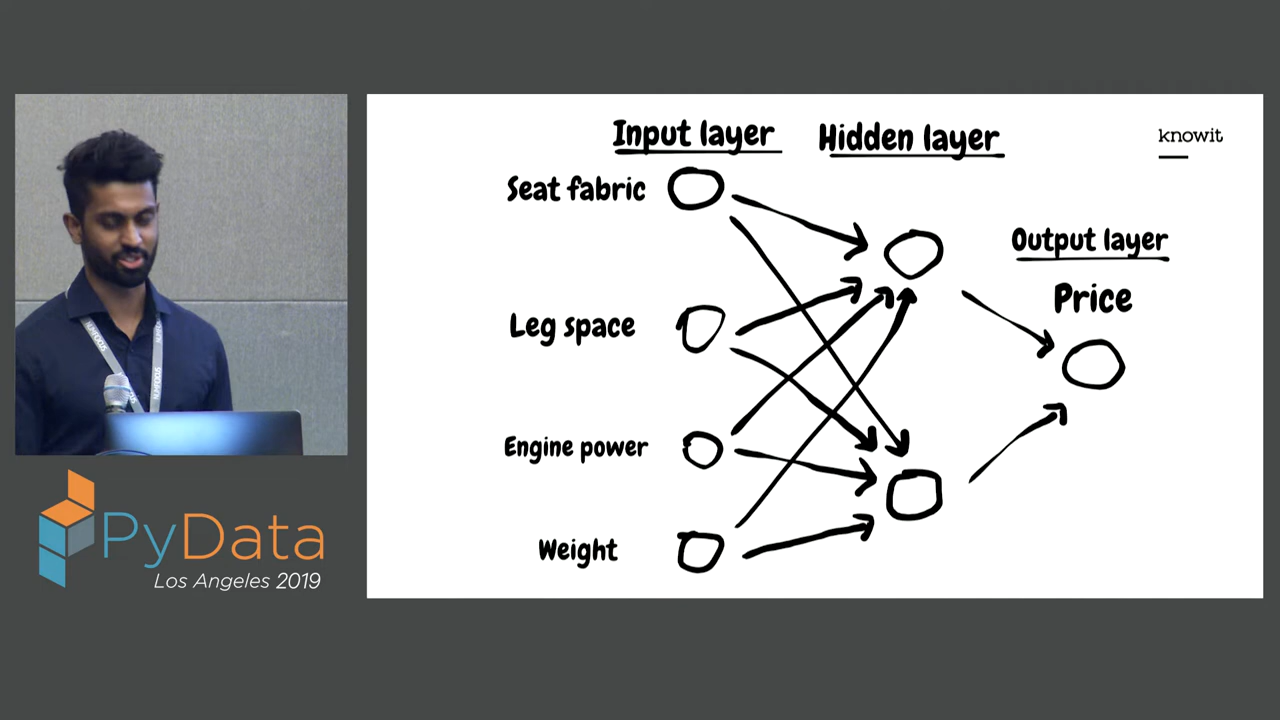 Input layer
Hidden layer
knowit
Seat fabric
Output layer
Price
Leg space
Engine power
Weight
PyData
Los Angeles 2019